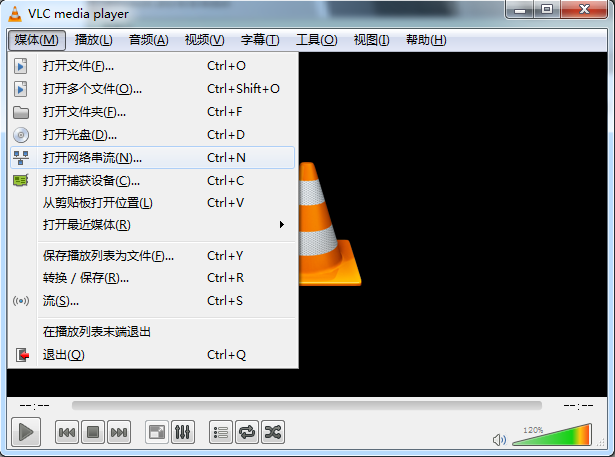 VLC media player
媒体(M) 播放(L) 音频(A) 视频(V) 字幕(T) 工具(O) 视图(I) 帮助(H)
打开文件(F)... Ctrl+O
打开多个文件(O)... Ctrl+Shift+O
打开文件夹(F)... Ctrl+F
打开光盘(D)... Ctrl+D
打开网络串流(N)... Ctrl+N
打开捕获设备(C)... Ctrl+C
从剪贴板打开位置(L) Ctrl+V
打开最近媒体(R)
保存播放列表为文件(F)... Ctrl+Y
转换 / 保存(R)... Ctrl+R
流(S)... Ctrl+S
在播放列表末端退出
退出(Q) Ctrl+Q
--:-- --:--
120%